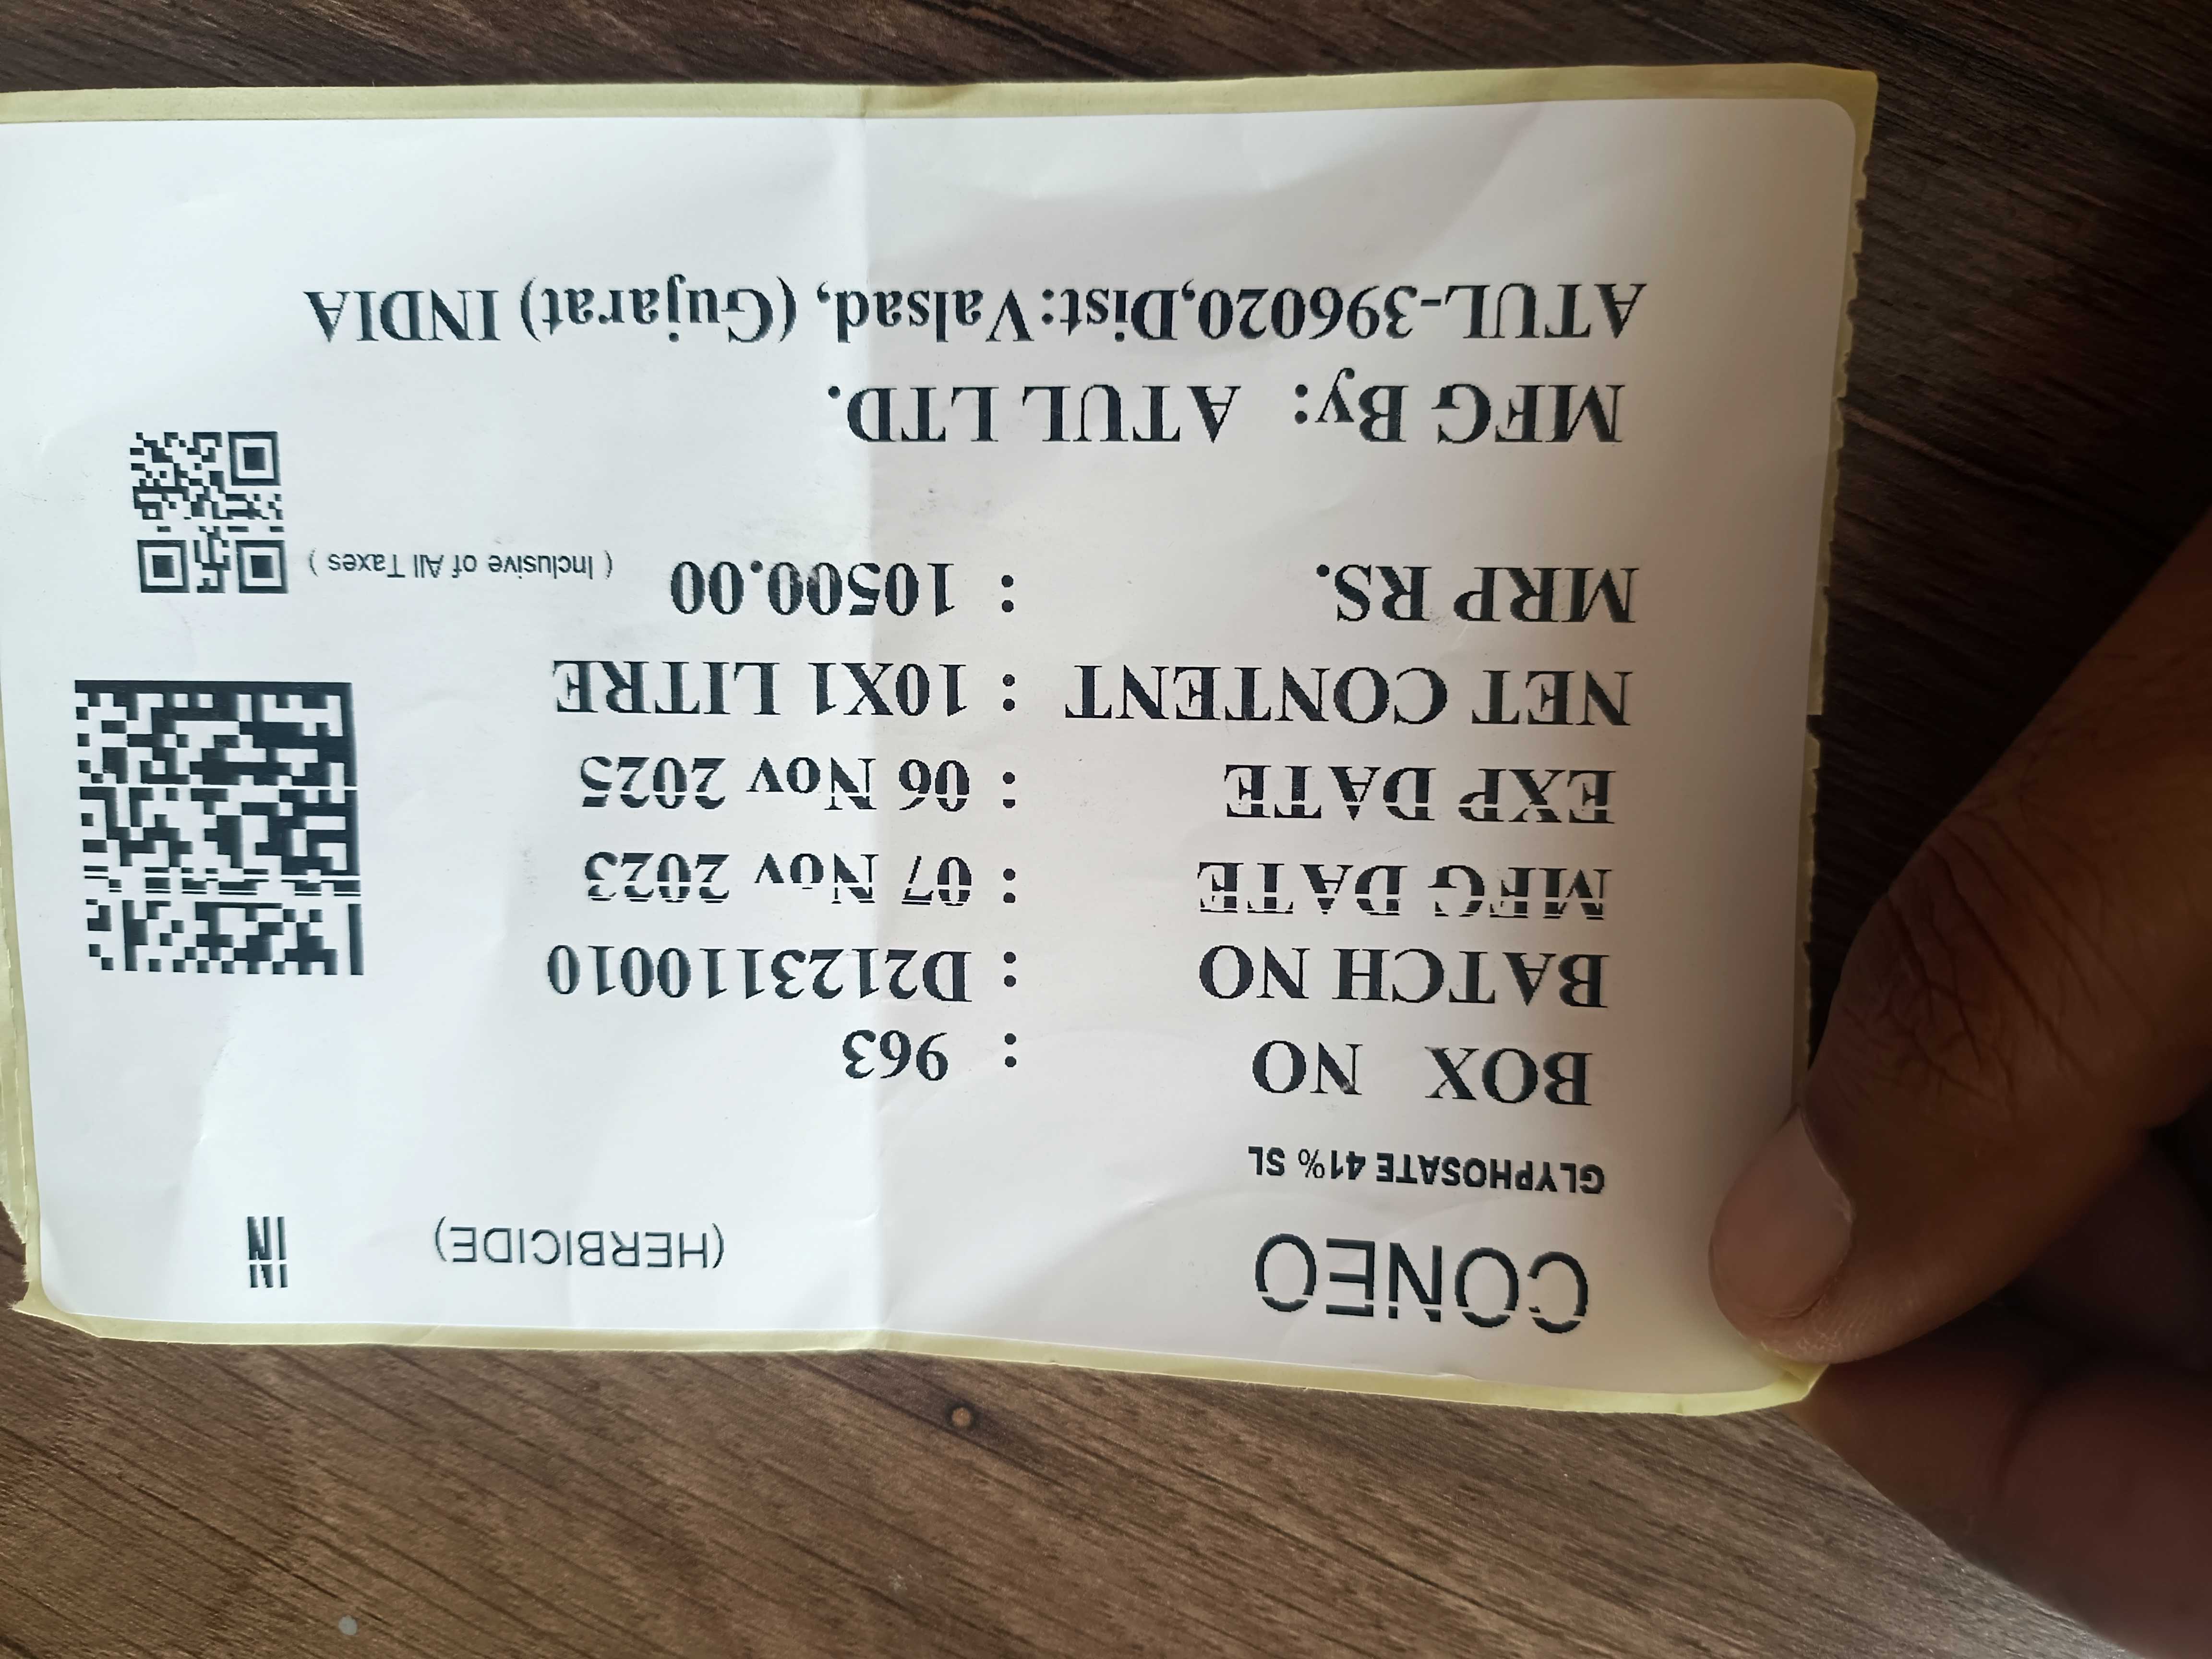 CONEO (HERBICIDE) IN
GLYPHOSATE 41% SL IN
BOX NO : 963
BATCH NO : D2123110010
MFG DATE : 07 Nov 2023
EXP DATE : 06 Nov 2025
NET CONTENT : 10X1 LITRE
MRP RS. : 10500.00 ( Inclusive of All Taxes )
MFG By: ATUL LTD.
ATUL-396020,Dist:Valsad, (Gujarat) INDIA